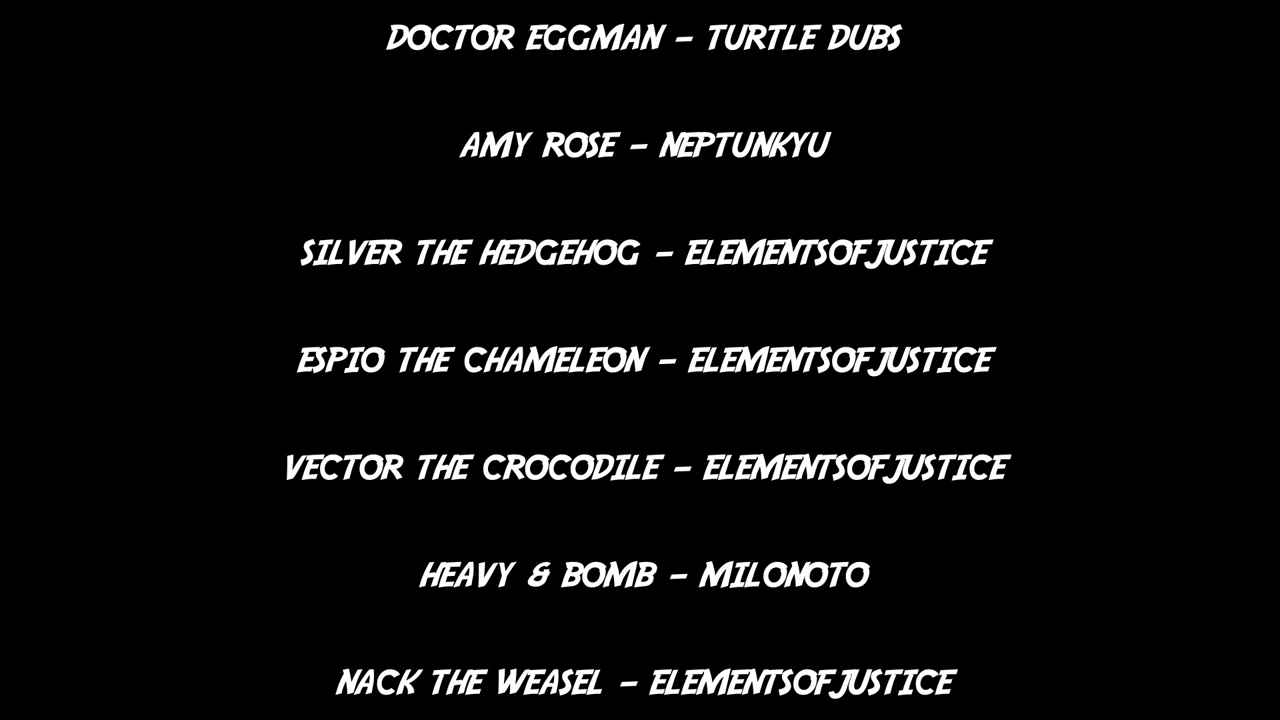 DOCTOR EGGMAN - TURTLE DUBS
AMY ROSE - NEPTUNKYU
SILVER THE HEDGEHOG - ELEMENTSOFJUSTICE
ESPIO THE CHAMELEON - ELEMENTSOFJUSTICE
VECTOR THE CROCODILE - ELEMENTSOFJUSTICE
HEAVY & BOMB - MILONOTO
NACK THE WEASEL - ELEMENTSOFJUSTICE